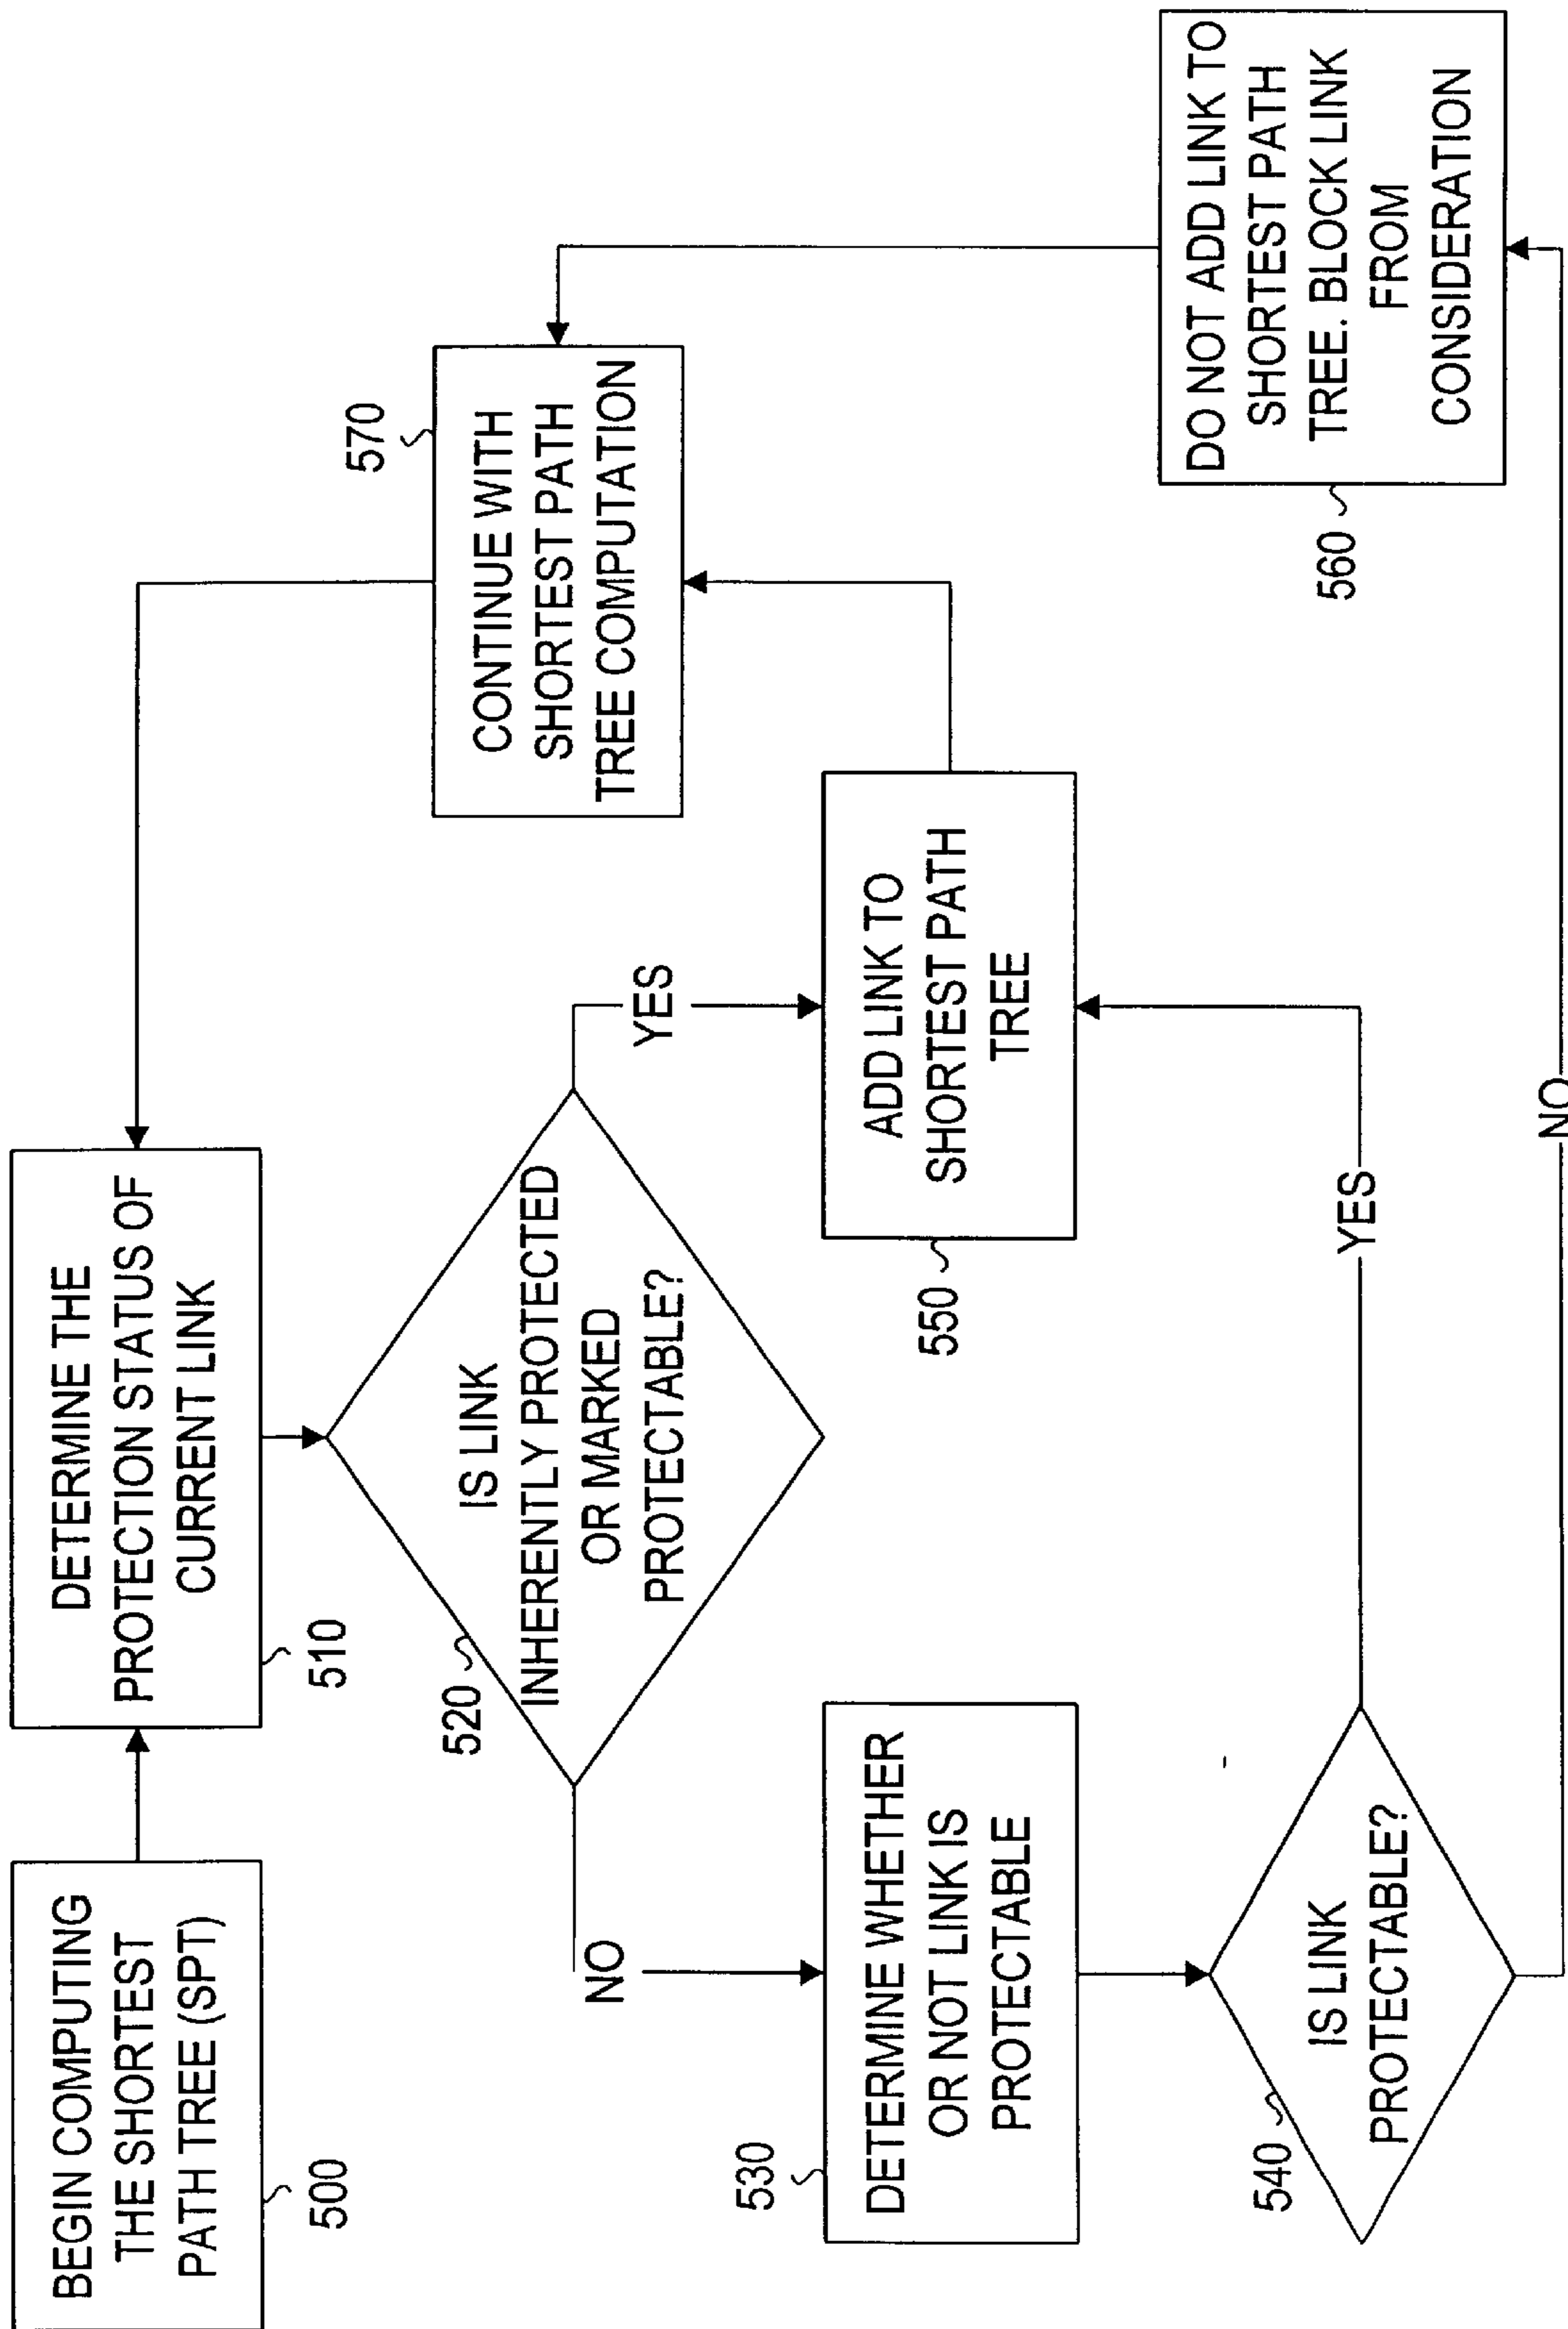 BEGIN COMPUTING
THE SHORTEST
PATH TREE (SPT)
500
DETERMINE THE
PROTECTION STATUS OF
CURRENT LINK
510
IS LINK
INHERENTLY PROTECTED
OR MARKED
PROTECTABLE?
520
NO
YES
DETERMINE WHETHER
OR NOT LINK IS
PROTECTABLE
530
IS LINK
PROTECTABLE?
540
YES
NO
ADD LINK TO
SHORTEST PATH
TREE
550
CONTINUE WITH
SHORTEST PATH
TREE COMPUTATION
570
DO NOT ADD LINK TO
SHORTEST PATH
TREE. BLOCK LINK
FROM
CONSIDERATION
560